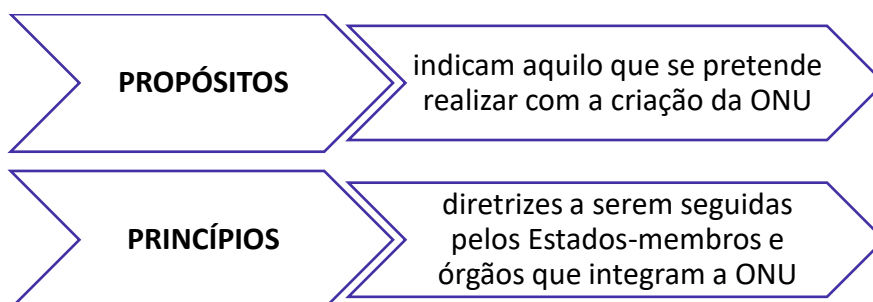 PROPÓSITOS
indicam aquilo que se pretende
realizar com a criação da ONU
PRINCÍPIOS
diretrizes a serem seguidas
pelos Estados-membros e
órgãos que integram a ONU